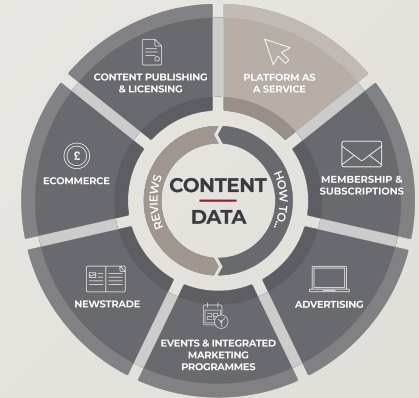 CONTENT PUBLISHING
& LICENSING
PLATFORM AS
A SERVICE
£
ECOMMERCE
MEMBERSHIP &
SUBSCRIPTIONS
REVIEWS
CONTENT
DATA
HOW TO...
NEWSTRADE
ADVERTISING
EVENTS & INTEGRATED
MARKETING
PROGRAMMES